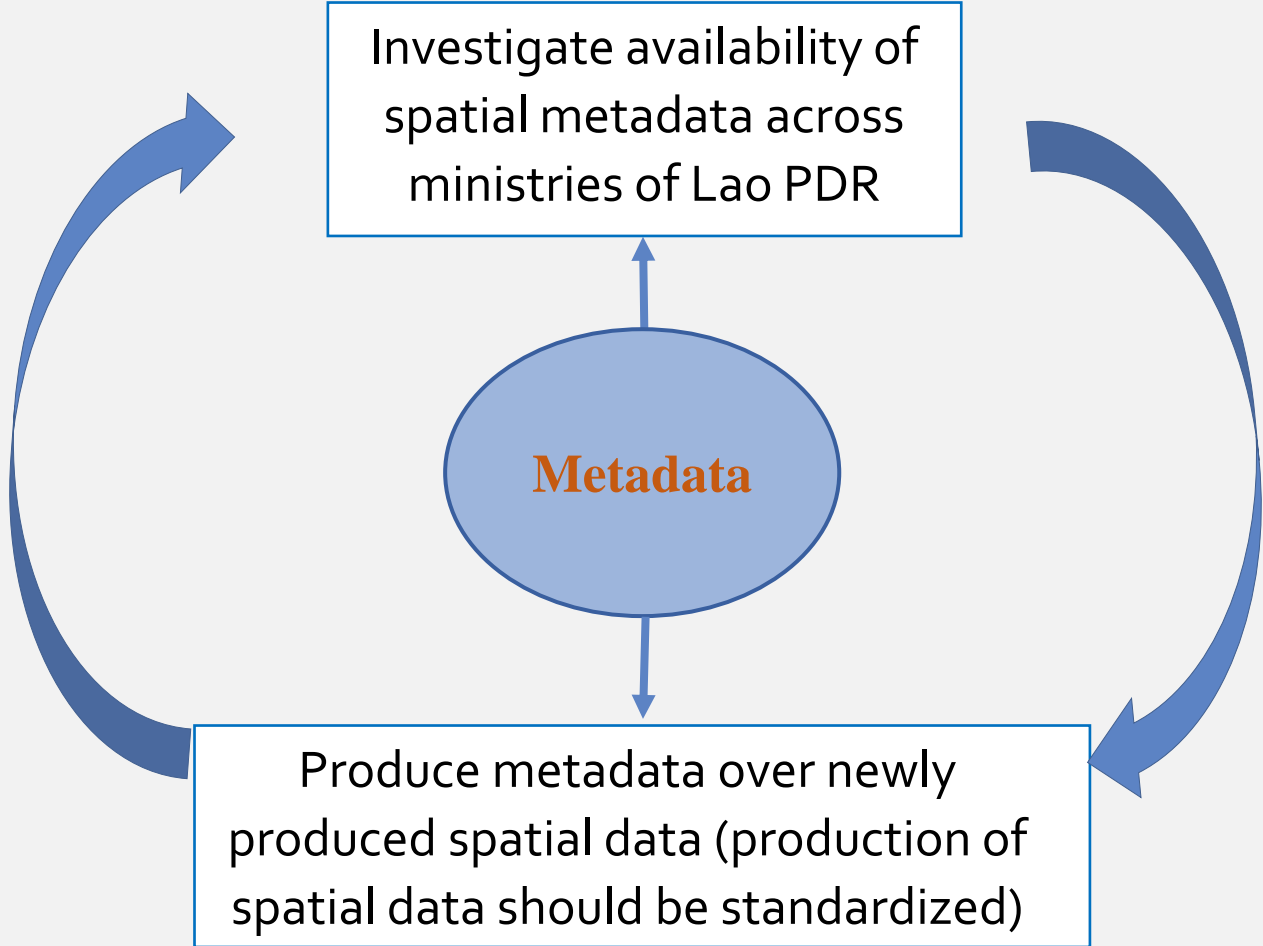 Investigate availability of
spatial metadata across
ministries of Lao PDR
Metadata
Produce metadata over newly
produced spatial data (production of
spatial data should be standardized)